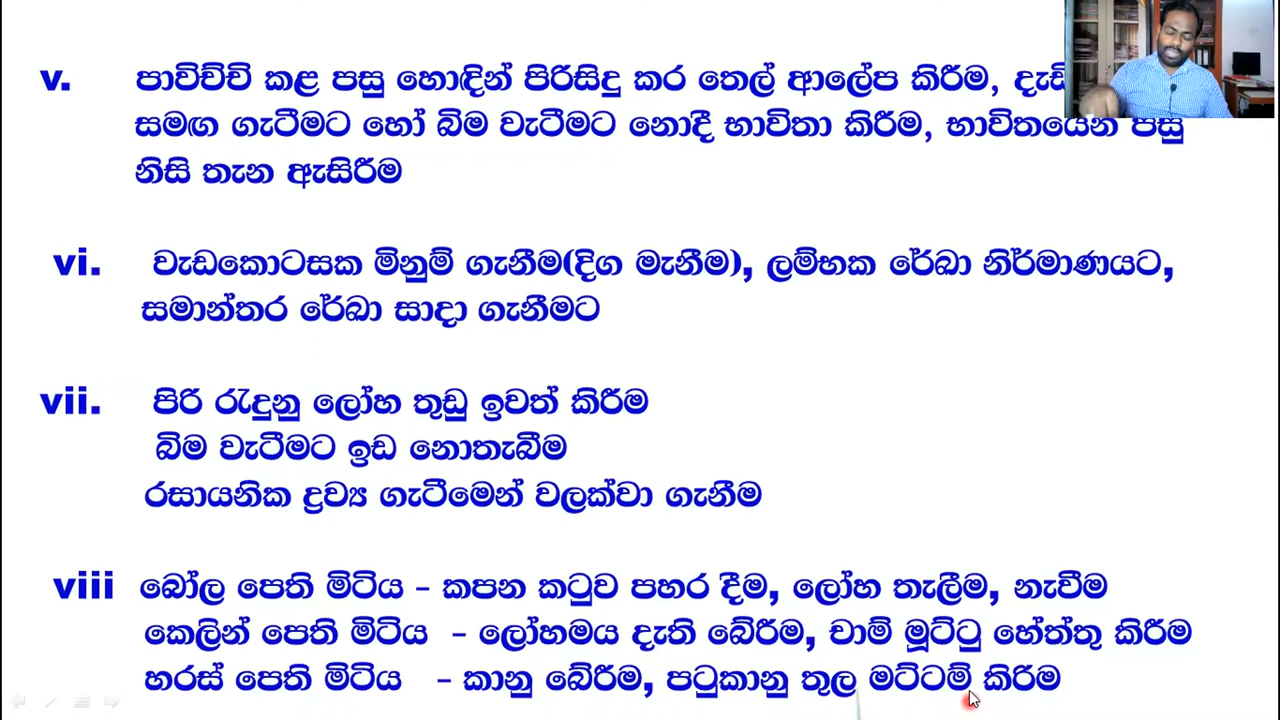 v. පාවිච්චි කළ පසු හොඳින් පිරිසිදු කර තෙල් ආලේප කිරීම,
සමඟ ගැටීමට හෝ බිම වැටීමට නොදී භාවිතා කිරීම, භාවිතයෙන් පසු
නිසි තැන ඇසිරීම
vi. වැඩකොටසක මිනුම් ගැනීම(දිග මැනීම), ලම්භක රේඛා නිර්මාණයට,
සමාන්තර රේඛා සාදා ගැනීමට
vii. පිරි රැදුනු ලෝහ තුඩු ඉවත් කිරීම
බිම වැටීමට ඉඩ නොතැබීම
රසායනික ද්‍රව්‍ය ගැටීමෙන් වලක්වා ගැනීම
viii බෝල පෙති මිටිය - කපන කටුව පහර දීම, ලෝහ තැලීම, නැවීම
කෙලින් පෙති මිටිය - ලෝහමය දැති බේරීම, චාම් මූට්ටු හේත්තු කිරීම
හරස් පෙති මිටිය - කානු බේරීම, පටුකානු තුල මට්ටම් කිරිම